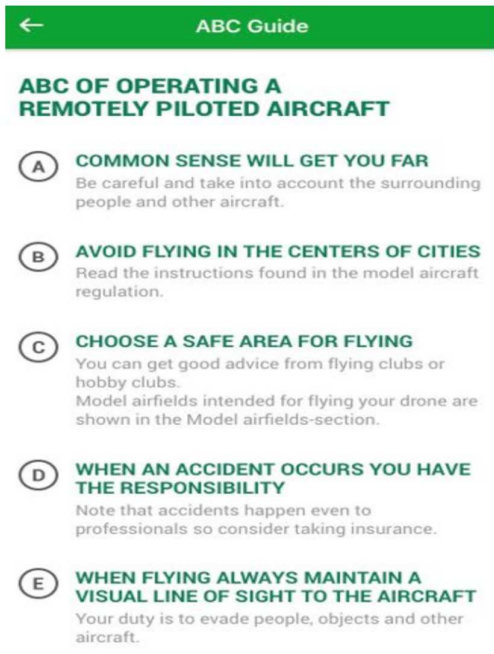 ABC Guide
ABC OF OPERATING A
REMOTELY PILOTED AIRCRAFT
A
COMMON SENSE WILL GET YOU FAR
Be careful and take into account the surrounding
people and other aircraft.
B
AVOID FLYING IN THE CENTERS OF CITIES
Read the instructions found in the model aircraft
regulation.
C
CHOOSE A SAFE AREA FOR FLYING
You can get good advice from flying clubs or
hobby clubs.
Model airfields intended for flying your drone are
shown in the Model airfields-section.
D
WHEN AN ACCIDENT OCCURS YOU HAVE
THE RESPONSIBILITY
Note that accidents happen even to
professionals so consider taking insurance.
E
WHEN FLYING ALWAYS MAINTAIN A
VISUAL LINE OF SIGHT TO THE AIRCRAFT
Your duty is to evade people, objects and other
aircraft.